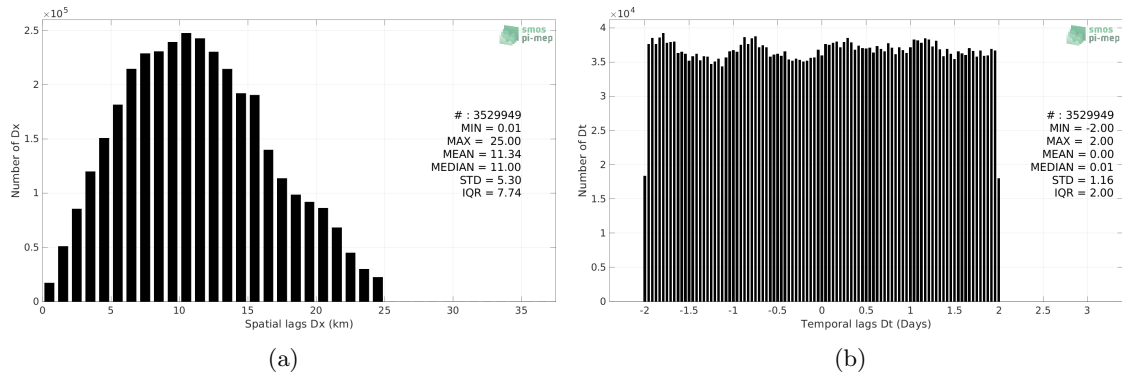 ×10^5
smos
pi-mep
2.5
2
1.5
1
0.5
0
Number of Dx
# : 3529949
MIN = 0.01
MAX = 25.00
MEAN = 11.34
MEDIAN = 11.00
STD = 5.30
IQR = 7.74
0 5 10 15 20 25 30 35
Spatial lags Dx (km)
(a)
×10^4
smos
pi-mep
4
3.5
3
2.5
2
1.5
1
0.5
0
Number of Dt
# : 3529949
MIN = -2.00
MAX = 2.00
MEAN = 0.00
MEDIAN = 0.01
STD = 1.16
IQR = 2.00
-2 -1.5 -1 -0.5 0 0.5 1 1.5 2 2.5 3
Temporal lags Dt (Days)
(b)